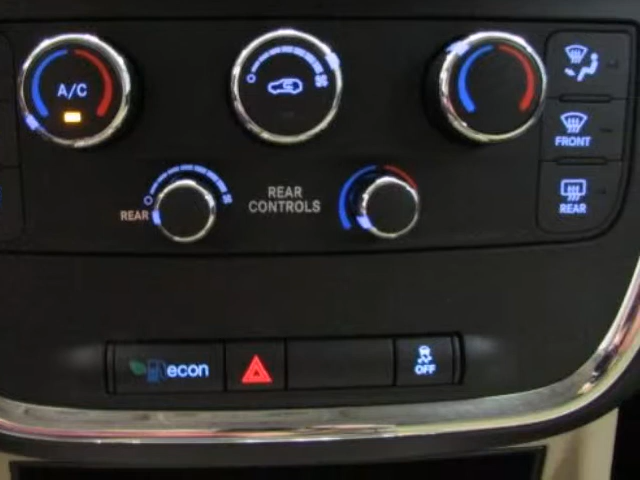 A/C
FRONT
REAR
REAR
CONTROLS
REAR
econ
OFF